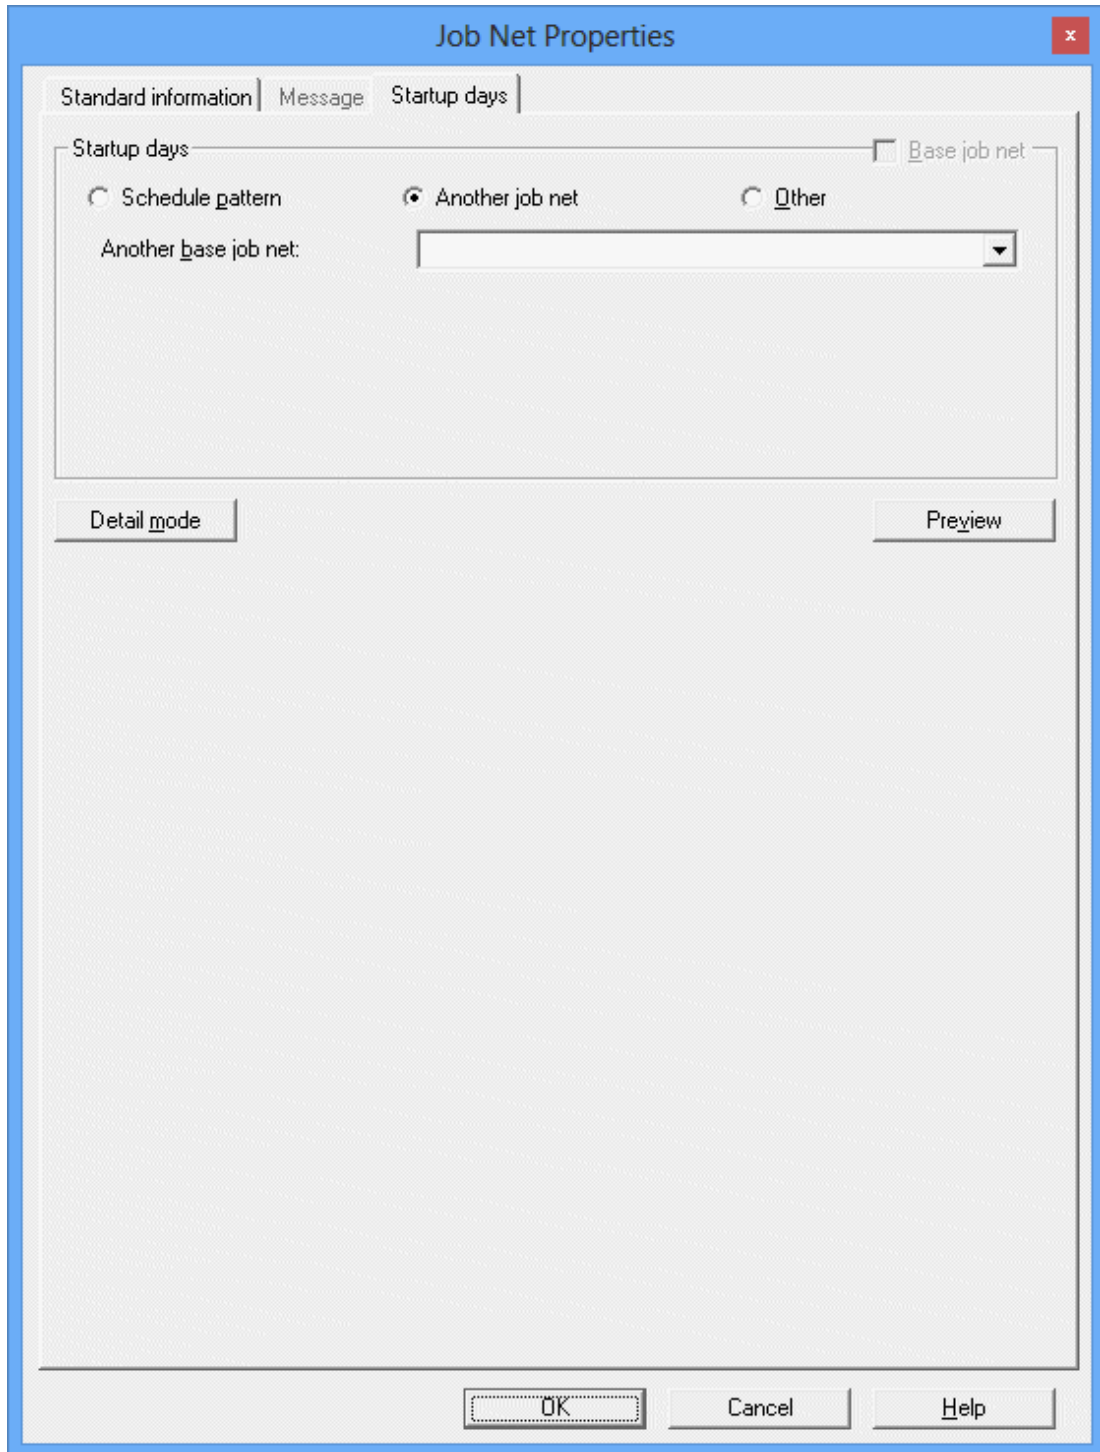 Job Net Properties
x
Standard information Message Startup days
Startup days Base job net
Schedule pattern Another job net Other
Another base job net:
Detail mode Preview
OK Cancel Help